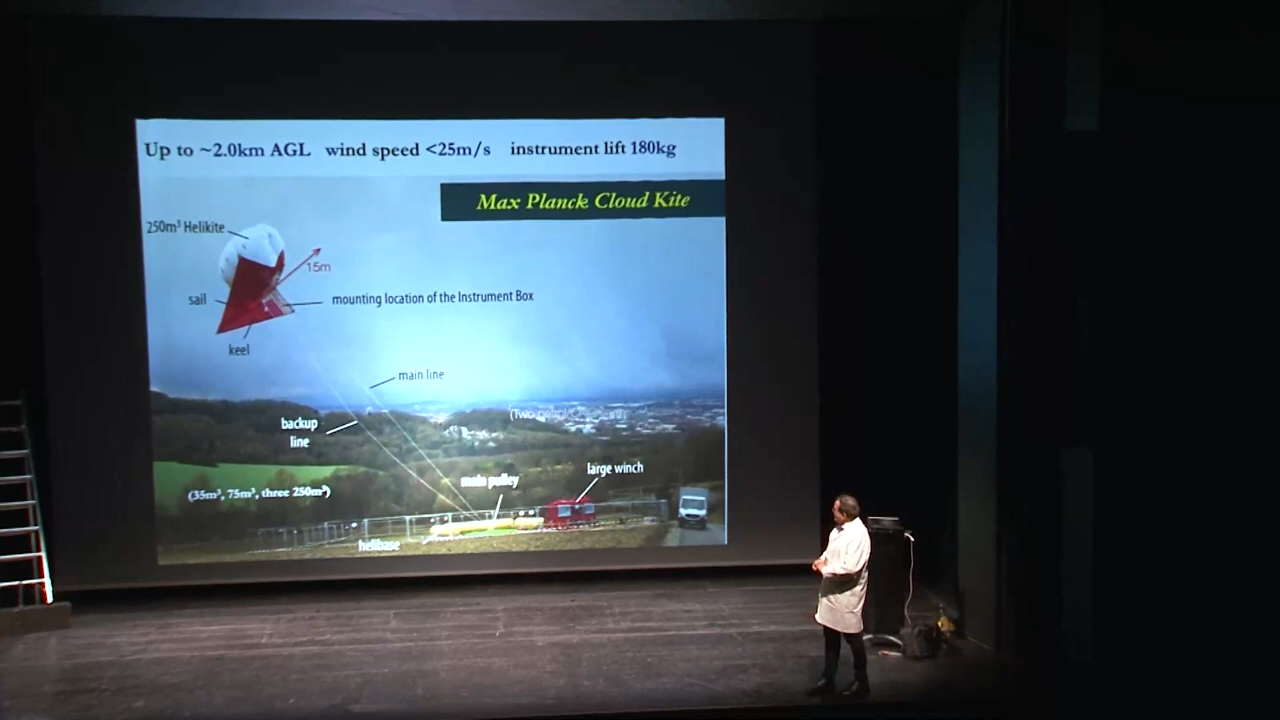 Up to ~2.0km AGL wind speed <25m/s instrument lift 180kg
Max Planck Cloud Kite
250m³ Helikite
15m
sail
mounting location of the Instrument Box
keel
main line
(Two
backup
line
large winch
main pulley
(35m³, 75m³, three 250m³)
helibase